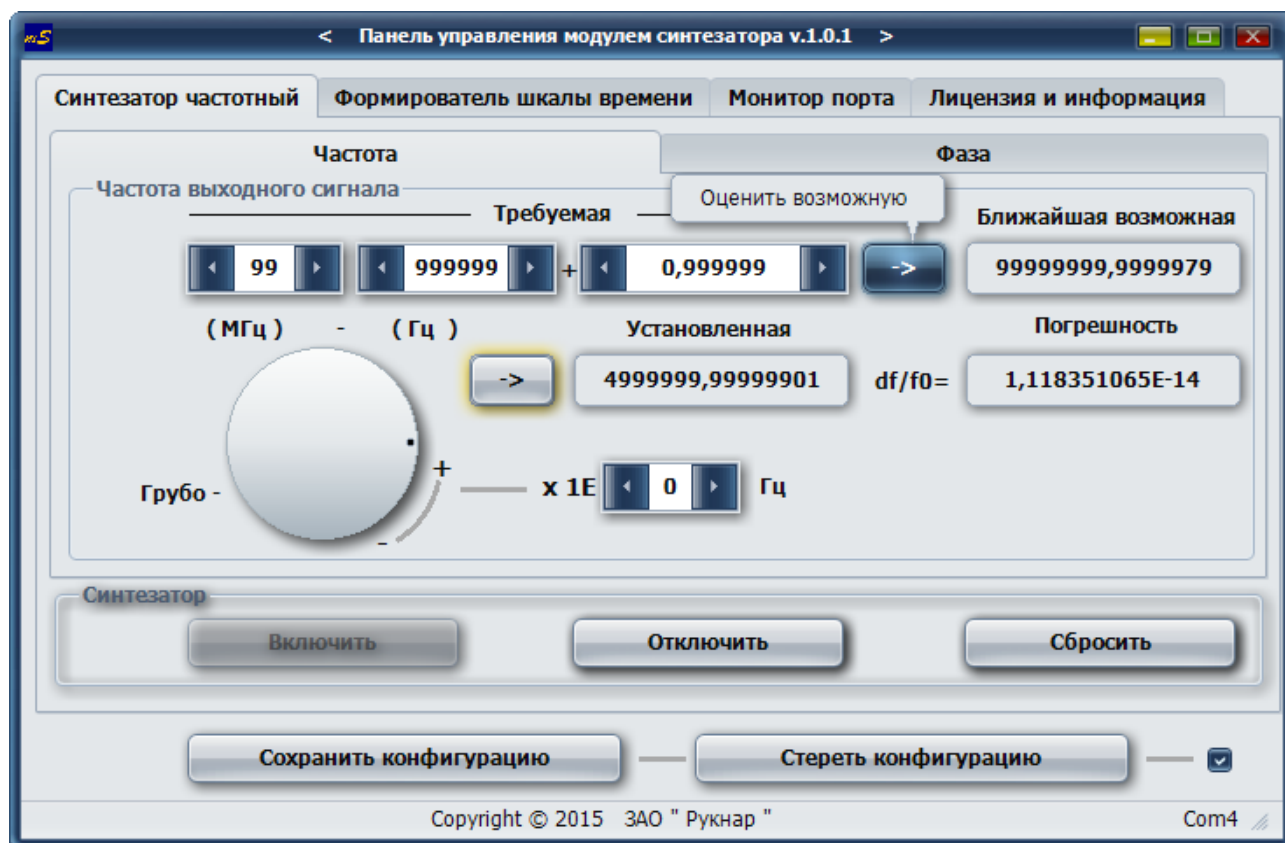 mS < Панель управления модулем синтезатора v.1.0.1 >
Синтезатор частотный Формирователь шкалы времени Монитор порта Лицензия и информация
Частота Фаза
Частота выходного сигнала
Оценить возможную
Требуемая Ближайшая возможная
99 999999 + 0,999999 -> 99999999,9999979
( МГц ) - ( Гц ) Установленная Погрешность
-> 4999999,99999901 df/f0= 1,118351065E-14
+
Грубо - x 1E 0 Гц
-
Синтезатор
Включить Отключить Сбросить
Сохранить конфигурацию Стереть конфигурацию
Copyright © 2015 ЗАО " Рукнар " Com4